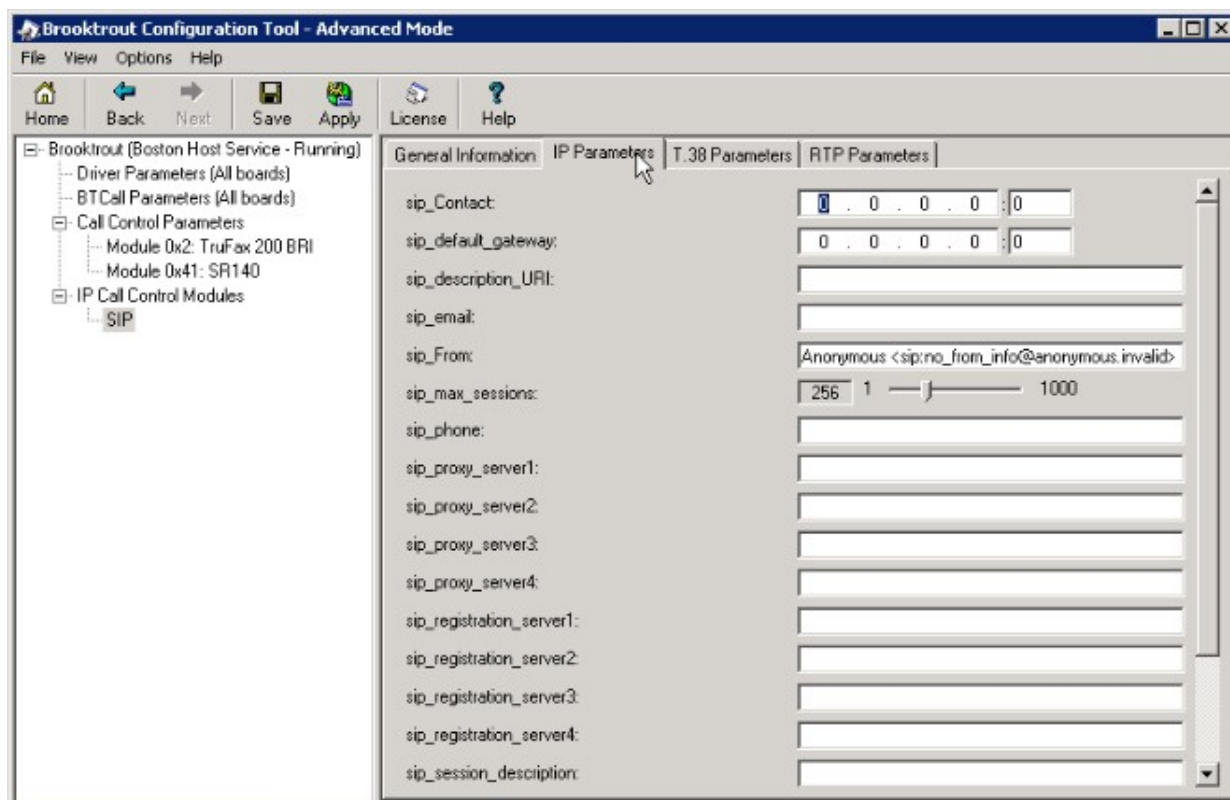 Brooktrout Configuration Tool - Advanced Mode
File View Options Help
Home Back Next Save Apply License Help
Brooktrout (Boston Host Service - Running)
Driver Parameters (All boards)
BTCall Parameters (All boards)
Call Control Parameters
Module 0x2: TruFax 200 BRI
Module 0x41: SR140
IP Call Control Modules
SIP
General Information IP Parameters T.38 Parameters RTP Parameters
sip_Contact: 0 . 0 . 0 . 0 :0
sip_default_gateway: 0 . 0 . 0 . 0 :0
sip_description_URI:
sip_email:
sip_From: Anonymous <sip:no_from_info@anonymous.invalid>
sip_max_sessions: 256 1 1000
sip_phone:
sip_proxy_server1:
sip_proxy_server2:
sip_proxy_server3:
sip_proxy_server4:
sip_registration_server1:
sip_registration_server2:
sip_registration_server3:
sip_registration_server4:
sip_session_description: